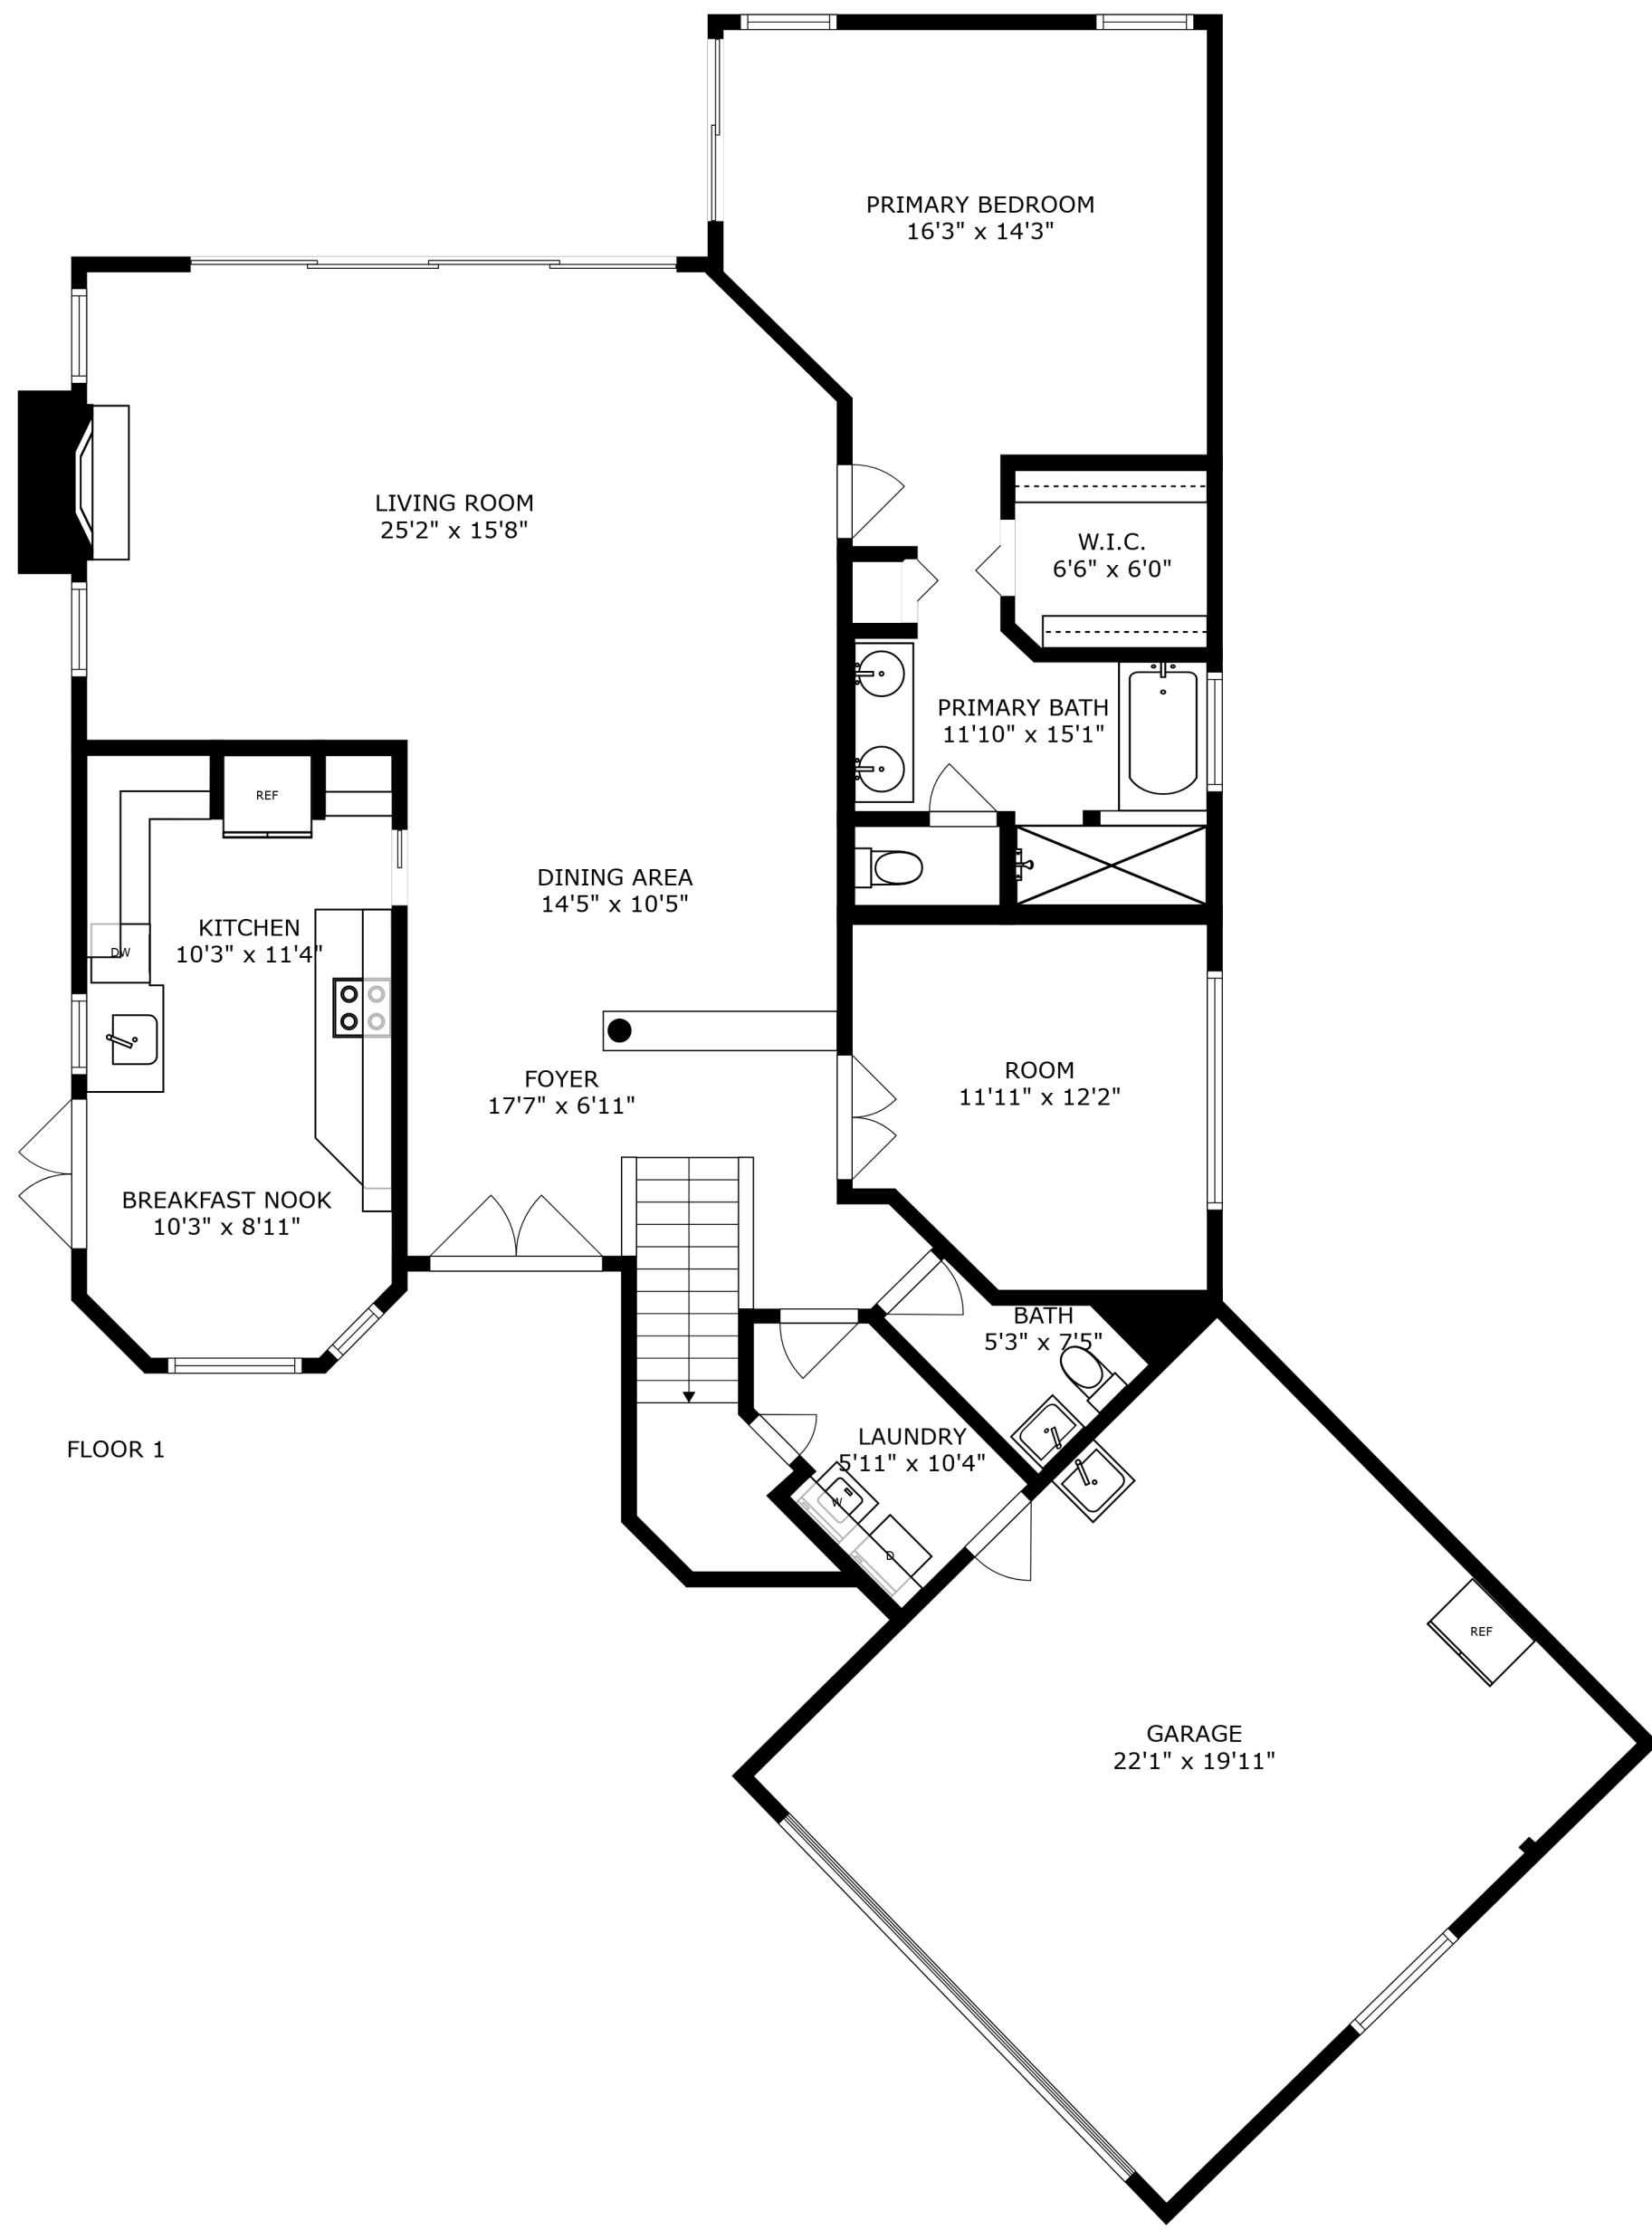 PRIMARY BEDROOM
16'3" x 14'3"
LIVING ROOM
25'2" x 15'8"
W.I.C.
6'6" x 6'0"
PRIMARY BATH
11'10" x 15'1"
REF
DINING AREA
14'5" x 10'5"
KITCHEN
10'3" x 11'4"
DW
FOYER
17'7" x 6'11"
ROOM
11'11" x 12'2"
BREAKFAST NOOK
10'3" x 8'11"
BATH
5'3" x 7'5"
FLOOR 1
LAUNDRY
5'11" x 10'4"
W
D
REF
GARAGE
22'1" x 19'11"